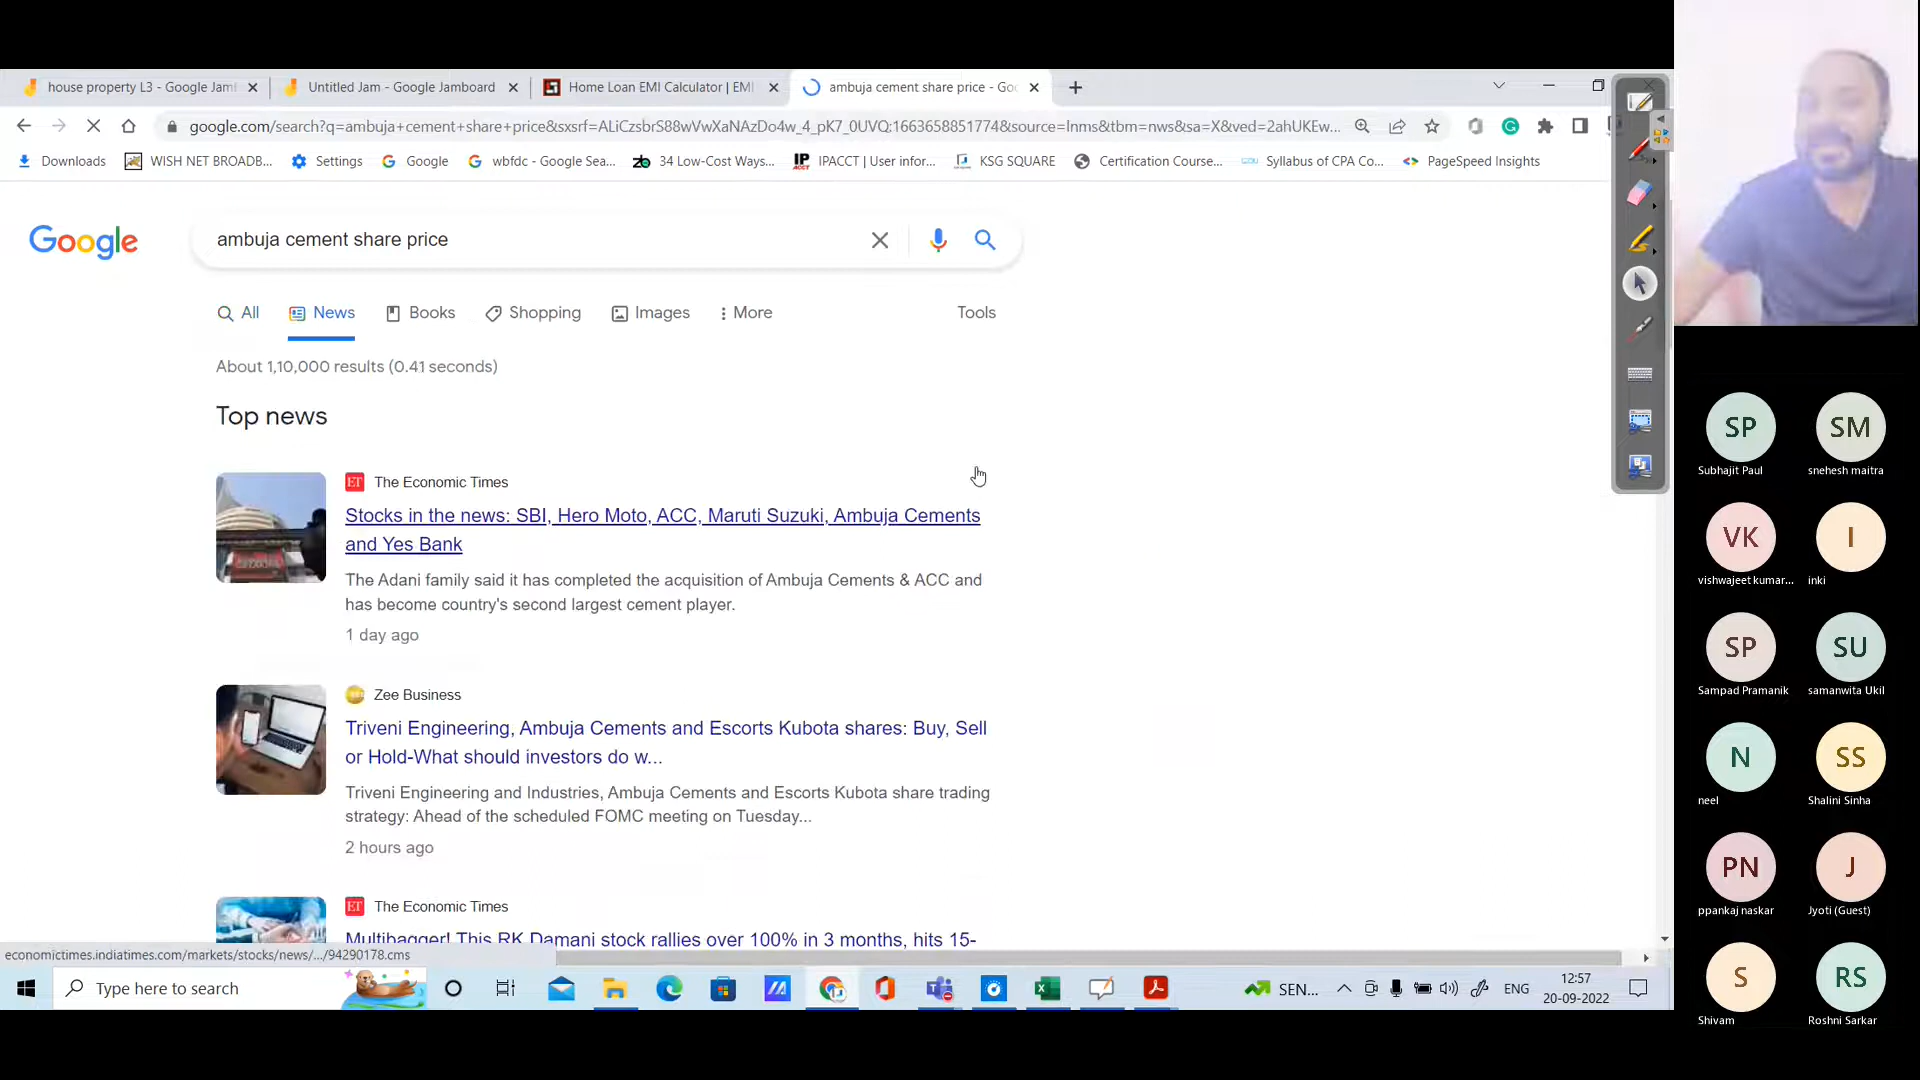 house property L3 - Google Jam
Untitled Jam - Google Jamboard
Home Loan EMI Calculator | EMI
ambuja cement share price - Goo
google.com/search?q=ambuja+cement+share+price&sxsrf=ALiCzsbrS88wVwXaNAzDo4w_4_pK7_0UVQ:1663658851774&source=lnms&tbm=nws&sa=X&ved=2ahUKEw...
Downloads
WISH NET BROADB...
Settings
Google
wbfdc - Google Sea...
34 Low-Cost Ways...
IPACCT | User infor...
KSG SQUARE
Certification Course...
Syllabus of CPA Co...
PageSpeed Insights
Google
ambuja cement share price
All
News
Books
Shopping
Images
More
Tools
About 1,10,000 results (0.41 seconds)
Top news
ET The Economic Times
Stocks in the news: SBI, Hero Moto, ACC, Maruti Suzuki, Ambuja Cements
and Yes Bank
The Adani family said it has completed the acquisition of Ambuja Cements & ACC and
has become country's second largest cement player.
1 day ago
Zee Business
Triveni Engineering, Ambuja Cements and Escorts Kubota shares: Buy, Sell
or Hold-What should investors do w...
Triveni Engineering and Industries, Ambuja Cements and Escorts Kubota share trading
strategy: Ahead of the scheduled FOMC meeting on Tuesday...
2 hours ago
ET The Economic Times
Multibagger! This RK Damani stock rallies over 100% in 3 months, hits 15-
economictimes.indiatimes.com/markets/stocks/news/.../94290178.cms
Type here to search
SEN...
ENG
12:57
20-09-2022
SP
Subhajit Paul
SM
snehesh maitra
VK
vishwajeet kumar...
I
inki
SP
Sampad Pramanik
SU
samanwita Ukil
N
neel
SS
Shalini Sinha
PN
ppankaj naskar
J
Jyoti (Guest)
S
Shivam
RS
Roshni Sarkar